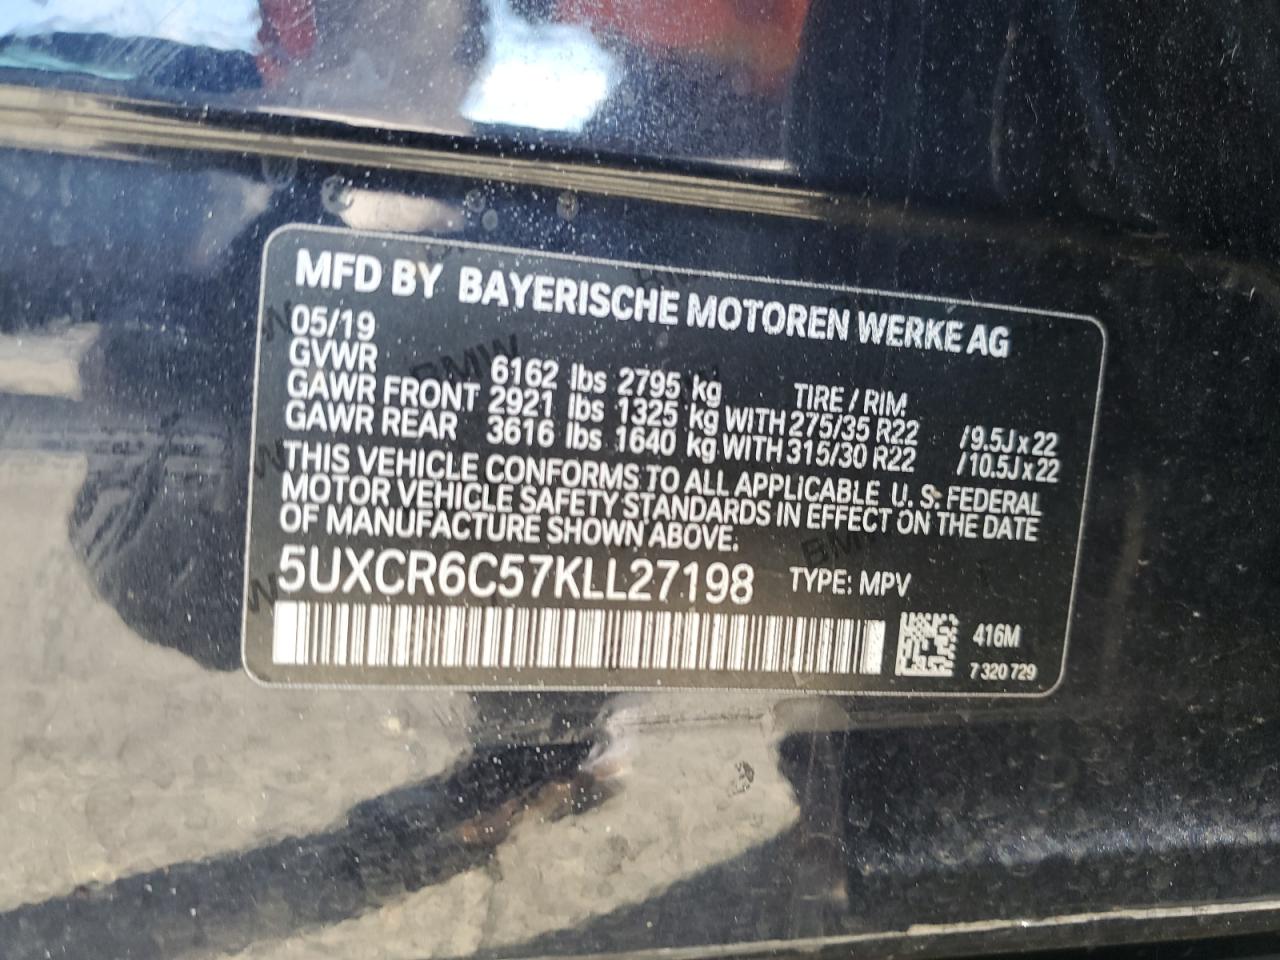 MFD BY BAYERISCHE MOTOREN WERKE AG
05/19
GVWR 6162 lbs 2795 kg TIRE / RIM
GAWR FRONT 2921 lbs 1325 kg WITH 275/35 R22 /9.5J x 22
GAWR REAR 3616 lbs 1640 kg WITH 315/30 R22 /10.5J x 22
THIS VEHICLE CONFORMS TO ALL APPLICABLE U. S. FEDERAL
MOTOR VEHICLE SAFETY STANDARDS IN EFFECT ON THE DATE
OF MANUFACTURE SHOWN ABOVE.
5UXCR6C57KLL27198 TYPE: MPV
416M
7 320 729